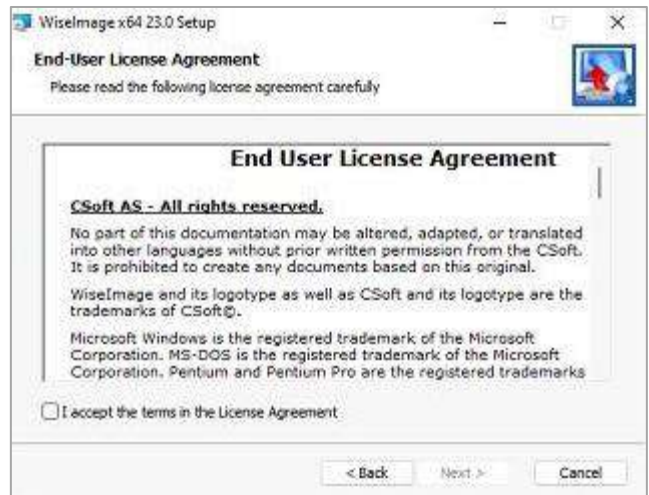 WiseImage x64 23.0 Setup
End-User License Agreement
Please read the following license agreement carefully
End User License Agreement
CSoft AS - All rights reserved.
No part of this documentation may be altered, adapted, or translated
into other languages without prior written permission from the CSoft.
It is prohibited to create any documents based on this original.
WiseImage and its logotype as well as CSoft and its logotype are the
trademarks of CSoft©.
Microsoft Windows is the registered trademark of the Microsoft
Corporation. MS-DOS is the registered trademark of the Microsoft
Corporation. Pentium and Pentium Pro are the registered trademarks
I accept the terms in the License Agreement
< Back Next > Cancel